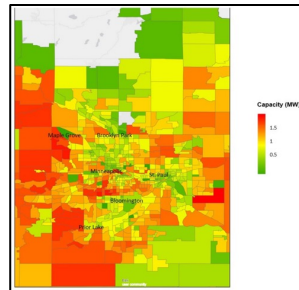 Capacity (MW)
1.5
1
0.5
Maple Grove
Brooklyn Park
Minneapolis
St. Paul
Bloomington
Prior Lake